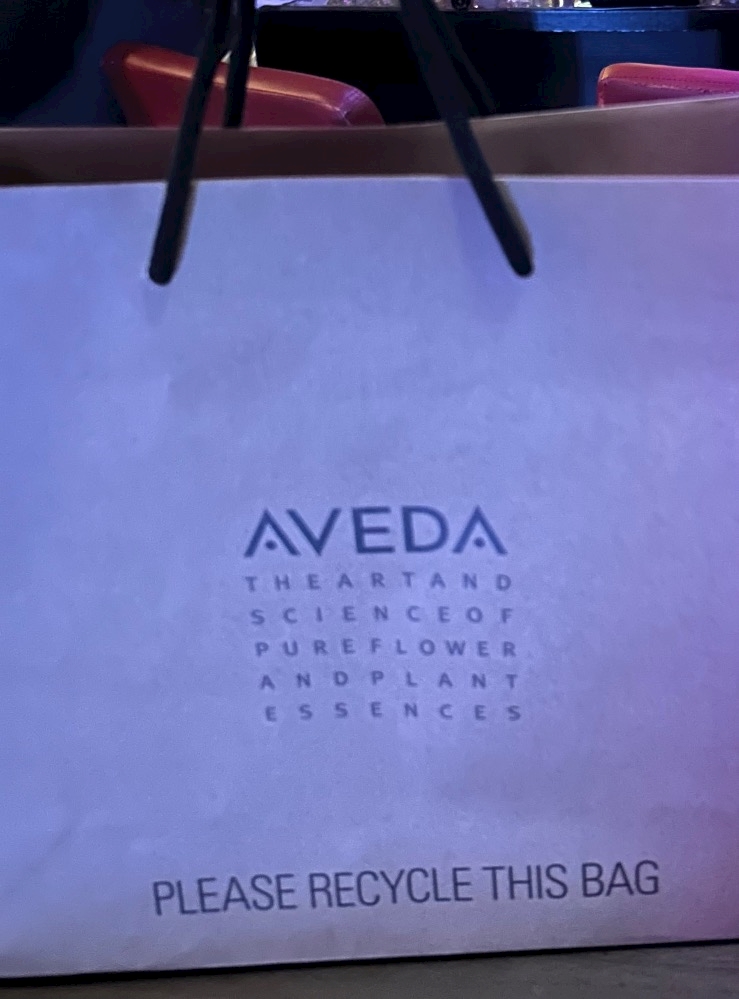 AVEDA
THEARTAND
SCIENCEOF
PUREFLOWER
ANDPLANT
ESSENCES
PLEASE RECYCLE THIS BAG